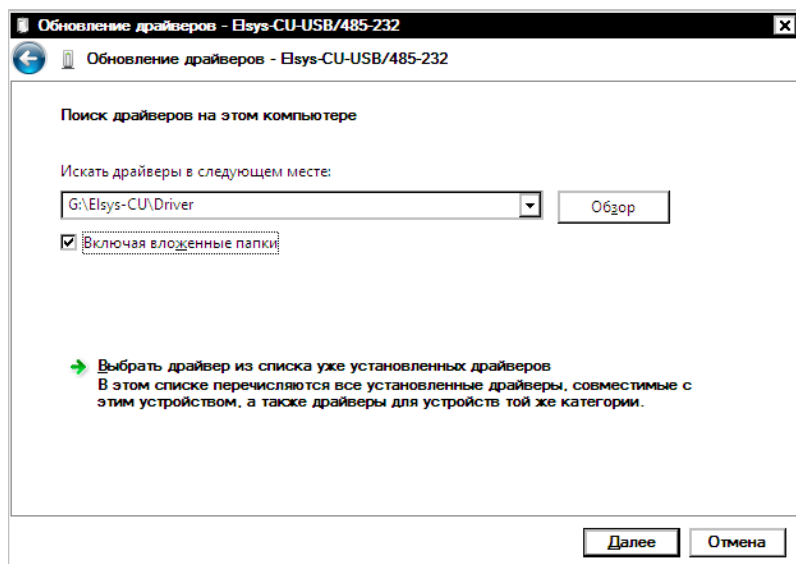 Обновление драйверов - Elsys-CU-USB/485-232
Обновление драйверов - Elsys-CU-USB/485-232
Поиск драйверов на этом компьютере
Искать драйверы в следующем месте:
G:\Elsys-CU\Driver
Обзор
Включая вложенные папки
Выбрать драйвер из списка уже установленных драйверов
В этом списке перечисляются все установленные драйверы, совместимые с
этим устройством, а также драйверы для устройств той же категории.
Далее
Отмена